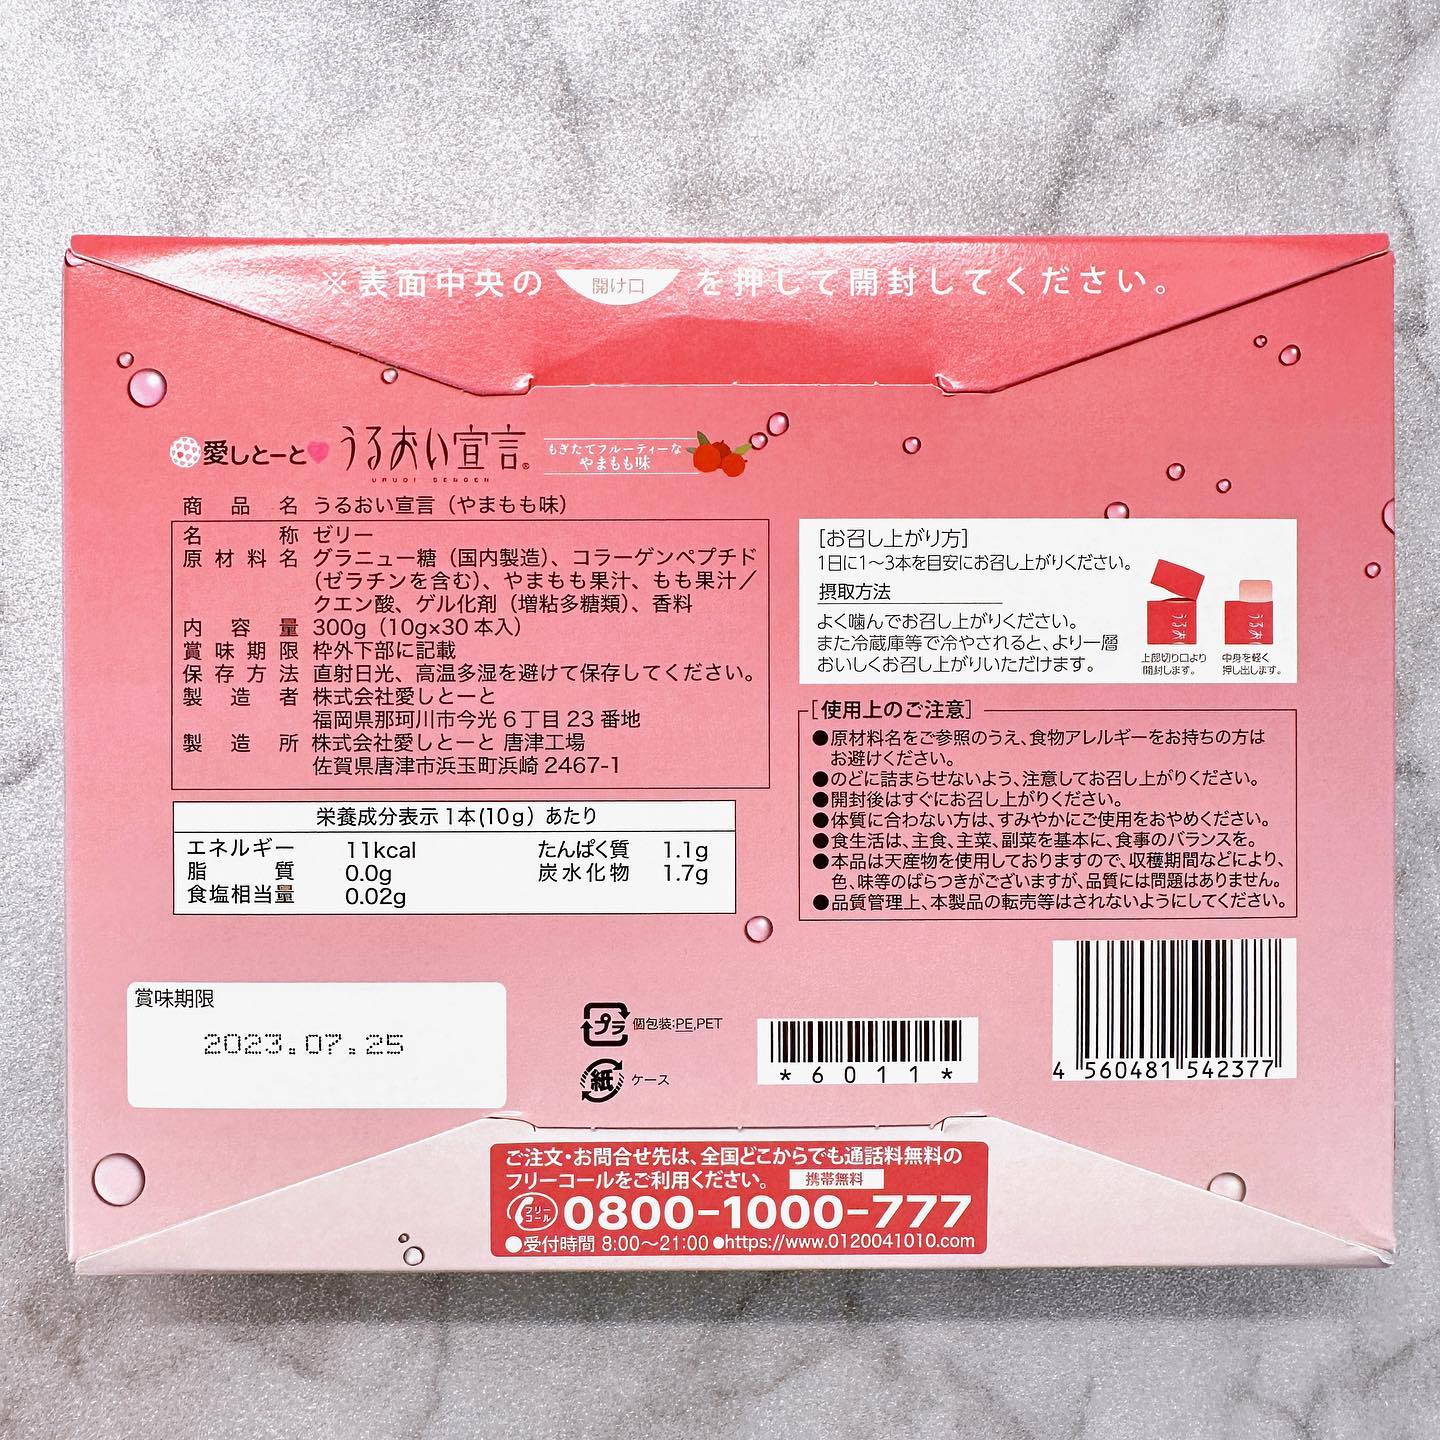 ※表面中央の 開け口 を押して開封してください。
愛しとーと うるおい宣言®
URUOI SENGEN
もぎたてフルーティーな
やまもも味
商品名 うるおい宣言（やまもも味）
名称 ゼリー
原材料名 グラニュー糖（国内製造）、コラーゲンペプチド
（ゼラチンを含む）、やまもも果汁、もも果汁／
クエン酸、ゲル化剤（増粘多糖類）、香料
内容量 300g（10g×30本入）
賞味期限 枠外下部に記載
保存方法 直射日光、高温多湿を避けて保存してください。
製造者 株式会社愛しとーと
福岡県那珂川市今光6丁目23番地
製造所 株式会社愛しとーと 唐津工場
佐賀県唐津市浜玉町浜崎2467-1
栄養成分表示 1本(10g) あたり
エネルギー 11kcal たんぱく質 1.1g
脂質 0.0g 炭水化物 1.7g
食塩相当量 0.02g
[お召し上がり方]
1日に1〜3本を目安にお召し上がりください。
摂取方法
よく噛んでお召し上がりください。
また冷蔵庫等で冷やされると、より一層
おいしくお召し上がりいただけます。
うるおい うるおい
上部切り口より
開封します。
中身を軽く
押し出します。
[使用上のご注意]
●原材料名をご参照のうえ、食物アレルギーをお持ちの方は
お避けください。
●のどに詰まらせないよう、注意してお召し上がりください。
●開封後はすぐにお召し上がりください。
●体質に合わない方は、すみやかにご使用をおやめください。
●食生活は、主食、主菜、副菜を基本に、食事のバランスを。
●本品は天産物を使用しておりますので、収穫期間などにより、
色、味等のばらつきがございますが、品質には問題はありません。
●品質管理上、本製品の転売等はされないようにしてください。
賞味期限
2023.07.25
プラ 個包装:PE,PET
紙 ケース
*6011*
4 560481 542377
ご注文・お問合せ先は、全国どこからでも通話料無料の
フリーコールをご利用ください。 携帯無料
フリーコール 0800-1000-777
●受付時間 8:00〜21:00 ●https://www.0120041010.com